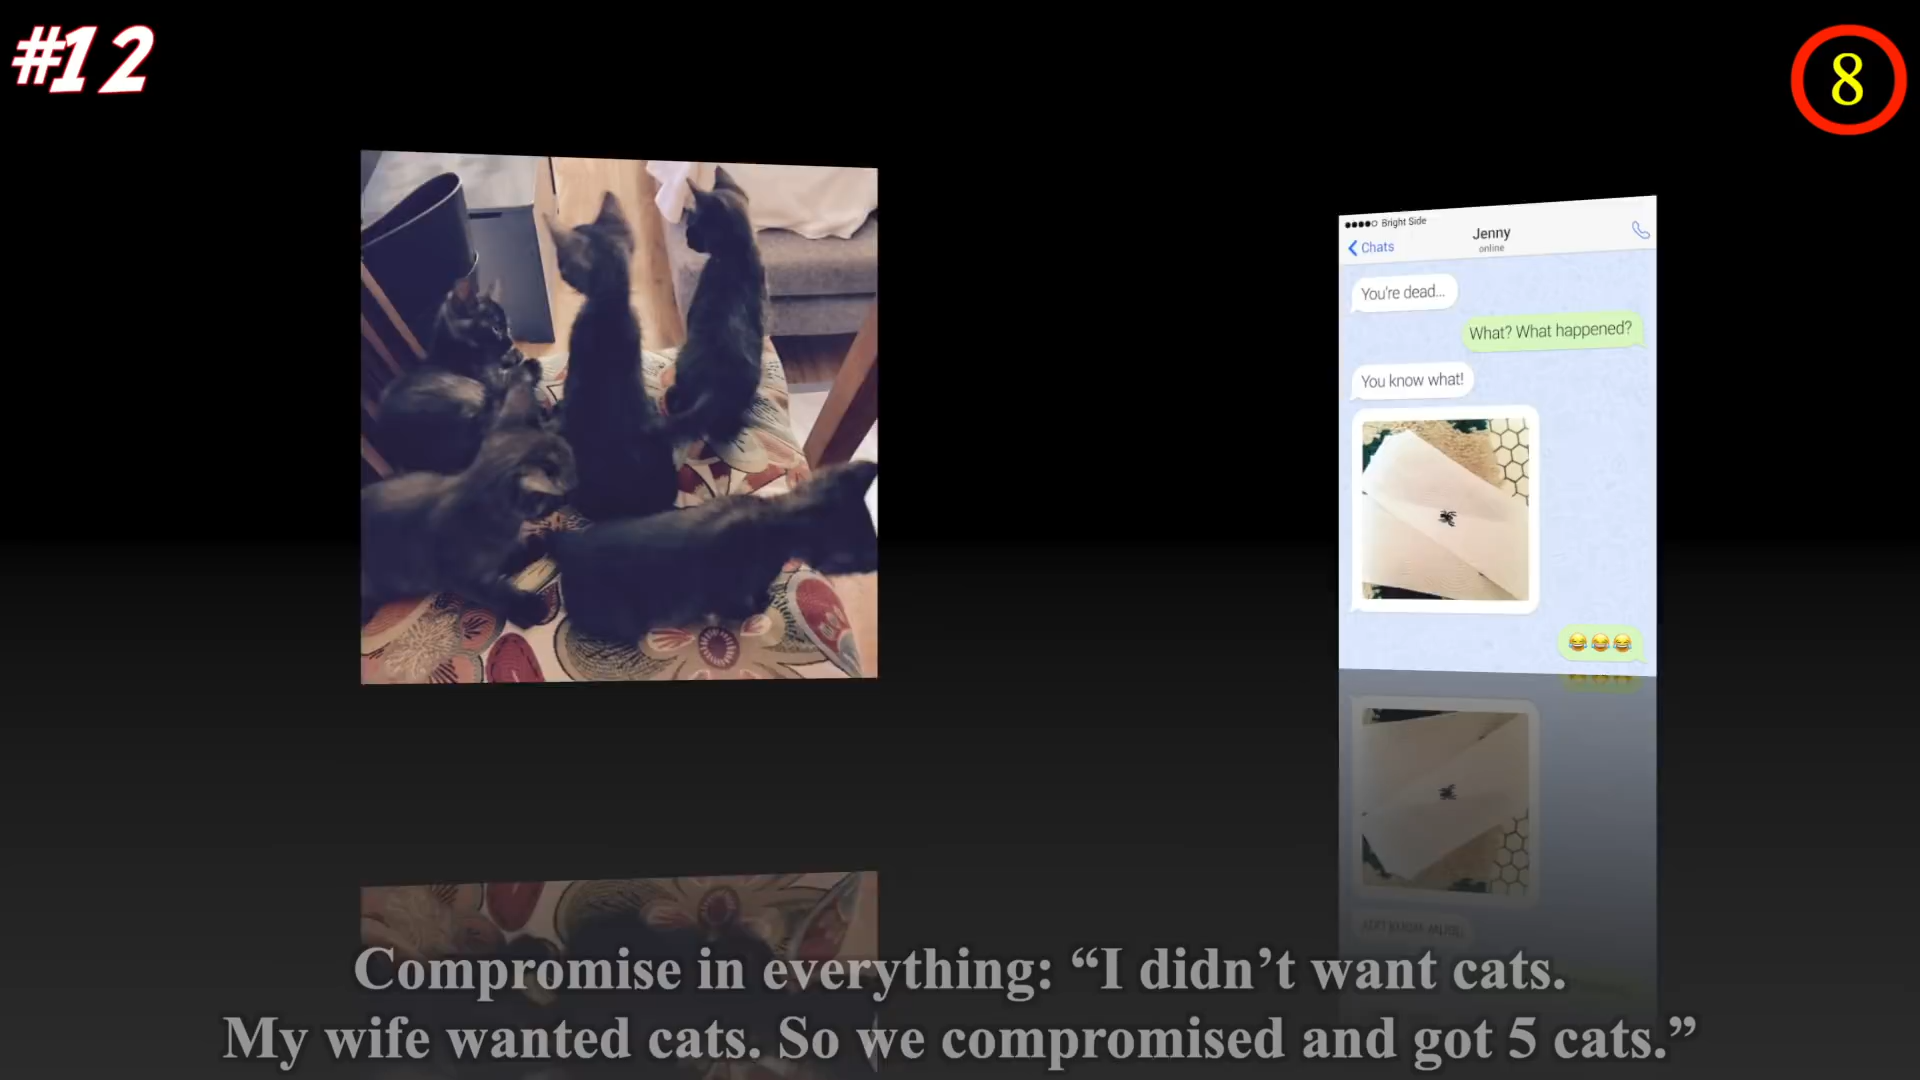 #12
8
Bright Side
Chats
Jenny
online
You're dead...
What? What happened?
You know what!
Compromise in everything: “I didn’t want cats.
My wife wanted cats. So we compromised and got 5 cats.”